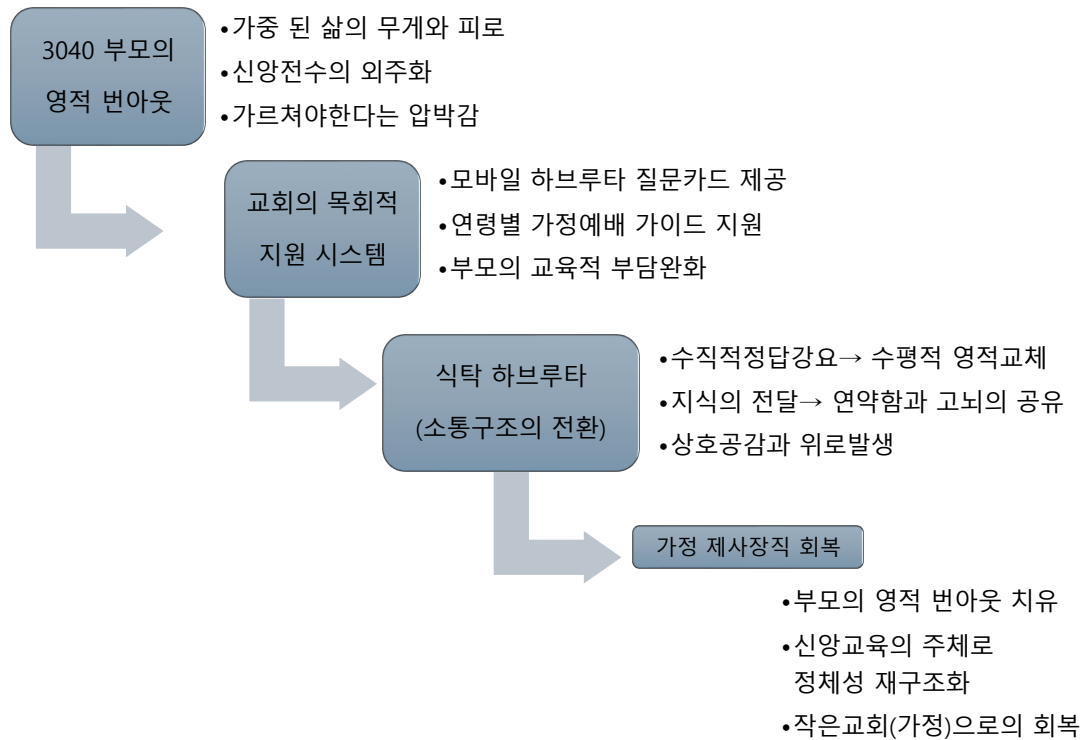 3040 부모의
영적 번아웃
•가중 된 삶의 무게와 피로
•신앙전수의 외주화
•가르쳐야한다는 압박감
교회의 목회적
지원 시스템
•모바일 하브루타 질문카드 제공
•연령별 가정예배 가이드 지원
•부모의 교육적 부담완화
식탁 하브루타
(소통구조의 전환)
•수직적정답강요→ 수평적 영적교체
•지식의 전달→ 연약함과 고뇌의 공유
•상호공감과 위로발생
가정 제사장직 회복
•부모의 영적 번아웃 치유
•신앙교육의 주체로
정체성 재구조화
•작은교회(가정)으로의 회복